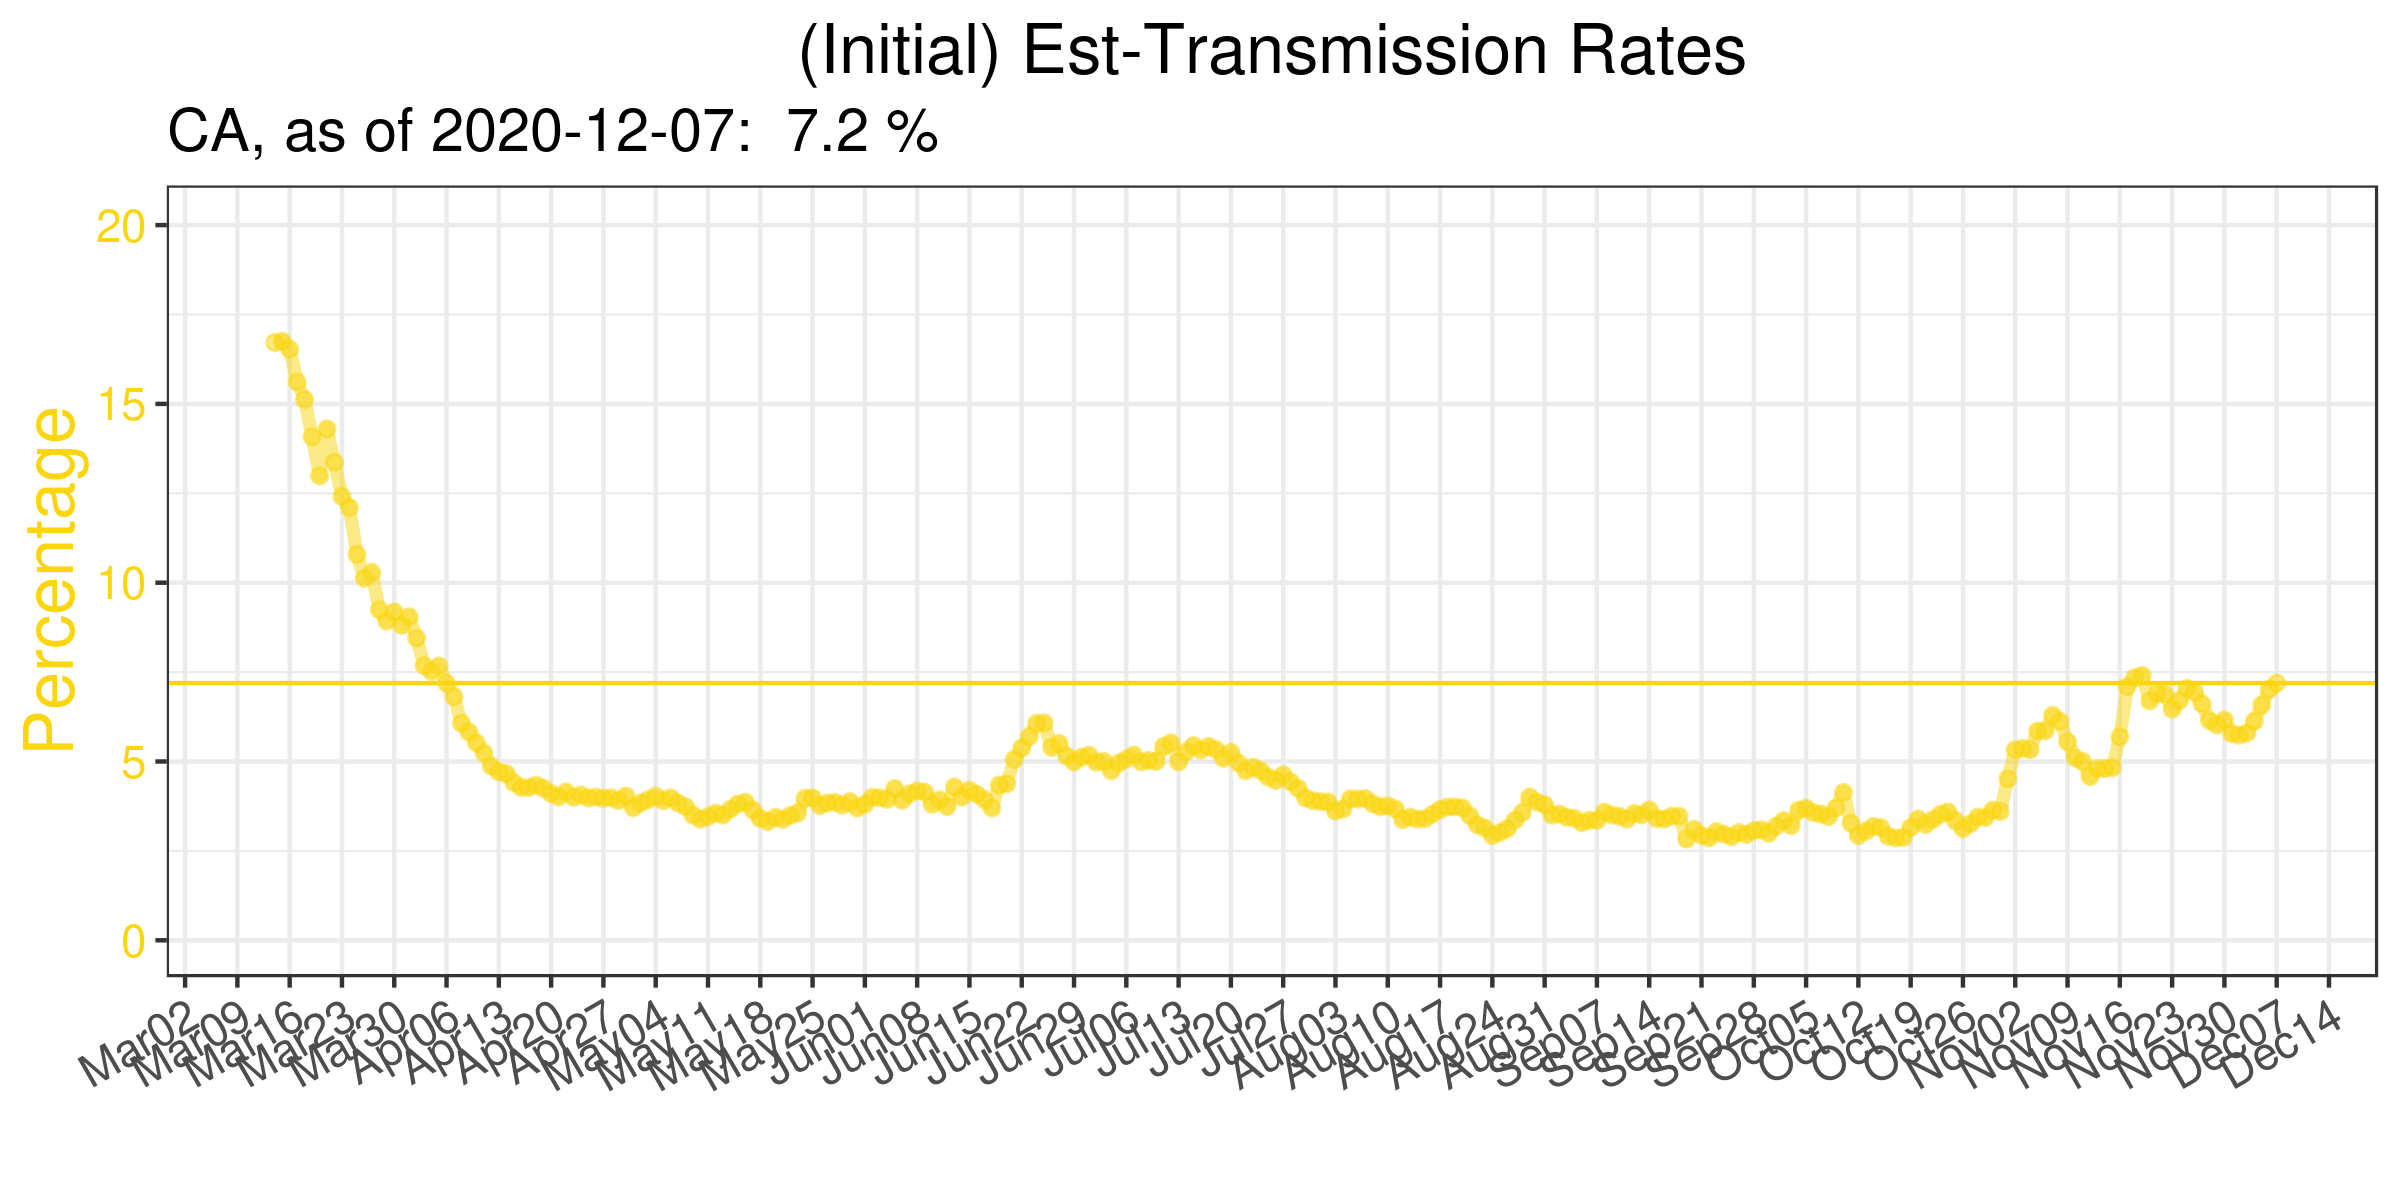 (Initial) Est-Transmission Rates
CA, as of 2020-12-07:  7.2 %
Percentage
20
15
10
5
0
Mar02
Mar09
Mar16
Mar23
Mar30
Apr06
Apr13
Apr20
Apr27
May04
May11
May18
May25
Jun01
Jun08
Jun15
Jun22
Jun29
Jul06
Jul13
Jul20
Jul27
Aug03
Aug10
Aug17
Aug24
Aug31
Sep07
Sep14
Sep21
Sep28
Oct05
Oct12
Oct19
Oct26
Nov02
Nov09
Nov16
Nov23
Nov30
Dec07
Dec14